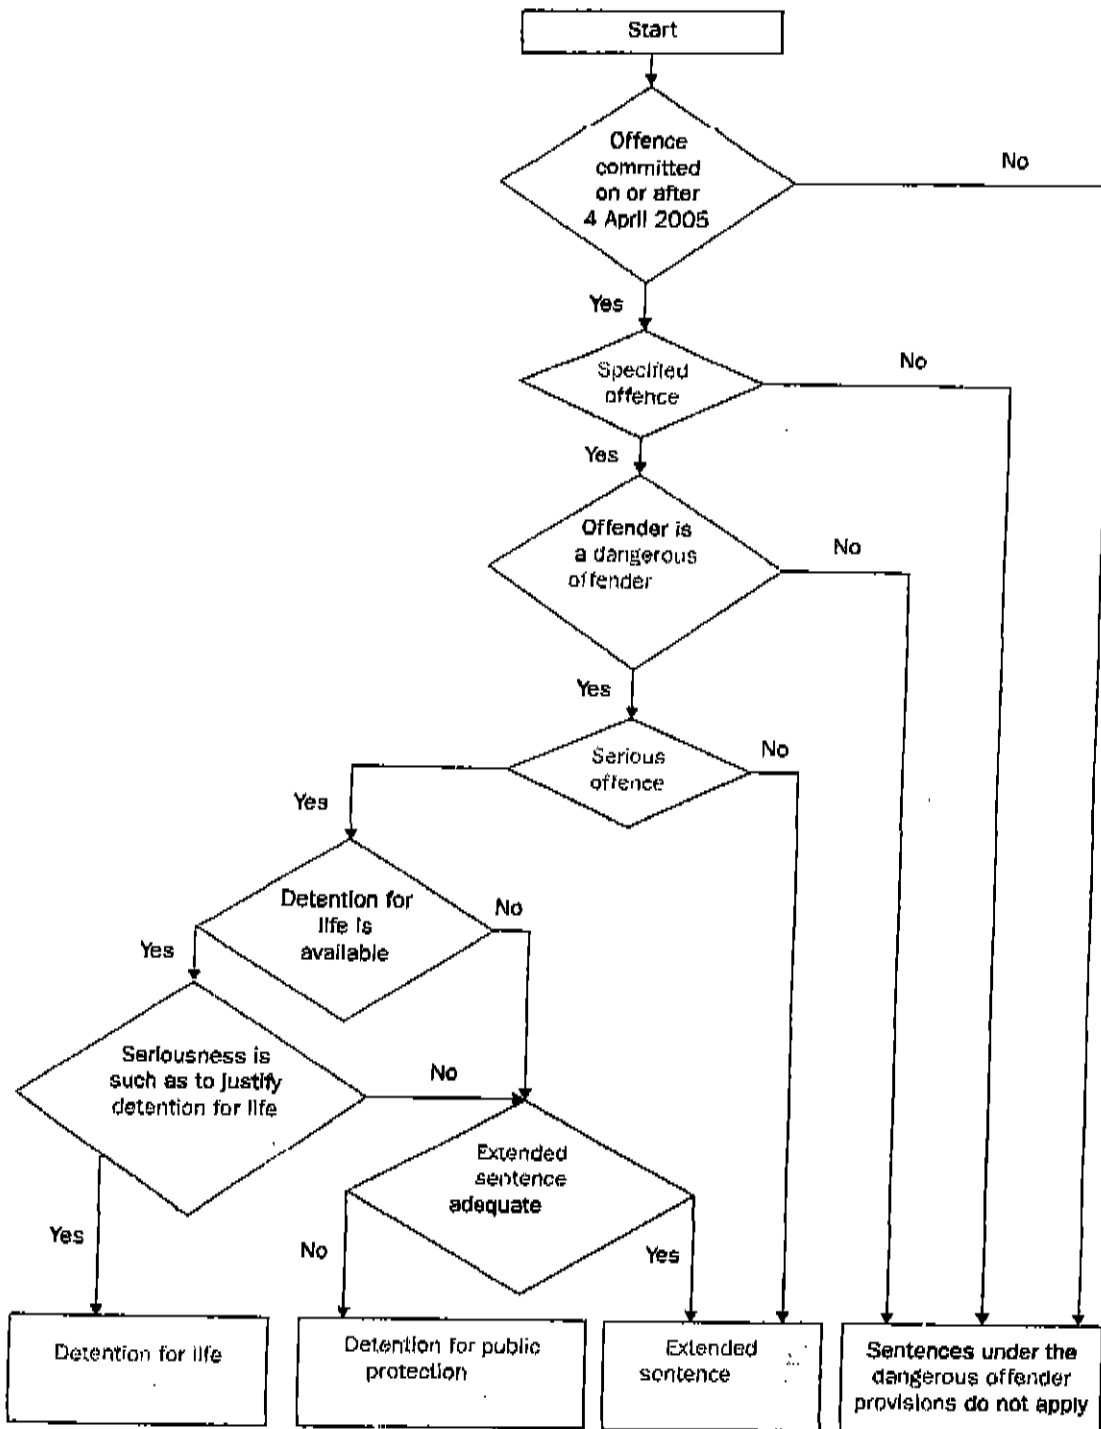 Start
Offence
committed
on or after
4 April 2005
No
Yes
Specified
offence
No
Yes
Offender is
a dangerous
offender
No
Yes
Serious
offence
No
Yes
Detention for
life is
available
No
Yes
Seriousness is
such as to justify
detention for life
No
Extended
sentence
adequate
Yes
No
Yes
Detention for life
Detention for public
protection
Extended
sentence
Sentences under the
dangerous offender
provisions do not apply